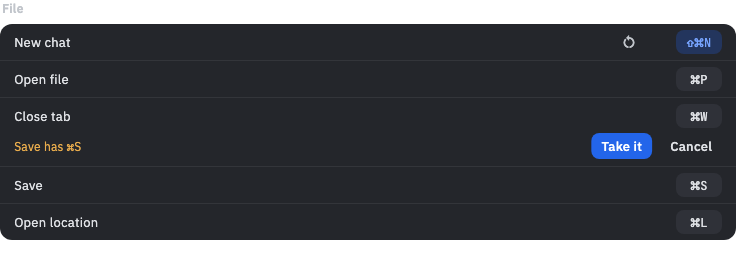 File
New chat ⇧⌘N
Open file ⌘P
Close tab ⌘W
Save has ⌘S Take it Cancel
Save ⌘S
Open location ⌘L